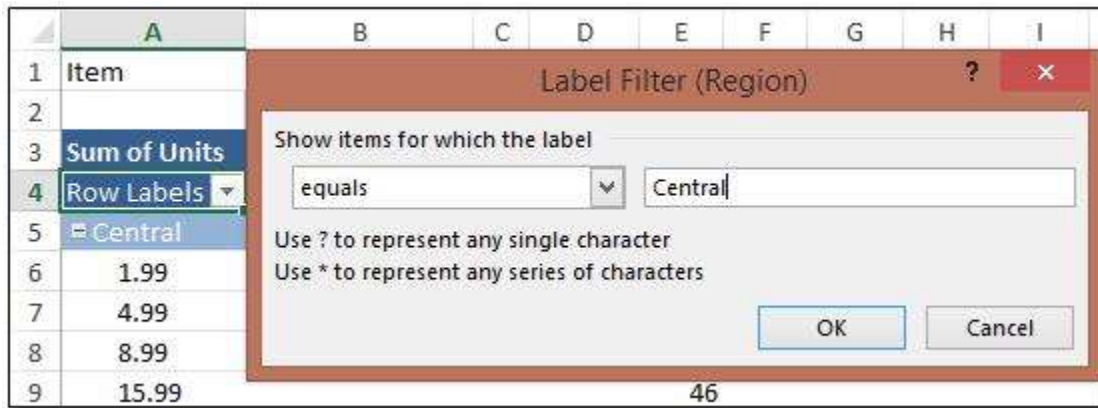 A B C D E F G H I
1 Item
Label Filter (Region) ? ×
2
3 Sum of Units
Show items for which the label
4 Row Labels
equals Central
5 Central
Use ? to represent any single character
Use * to represent any series of characters
6 1.99
7 4.99
OK Cancel
8 8.99
9 15.99 46